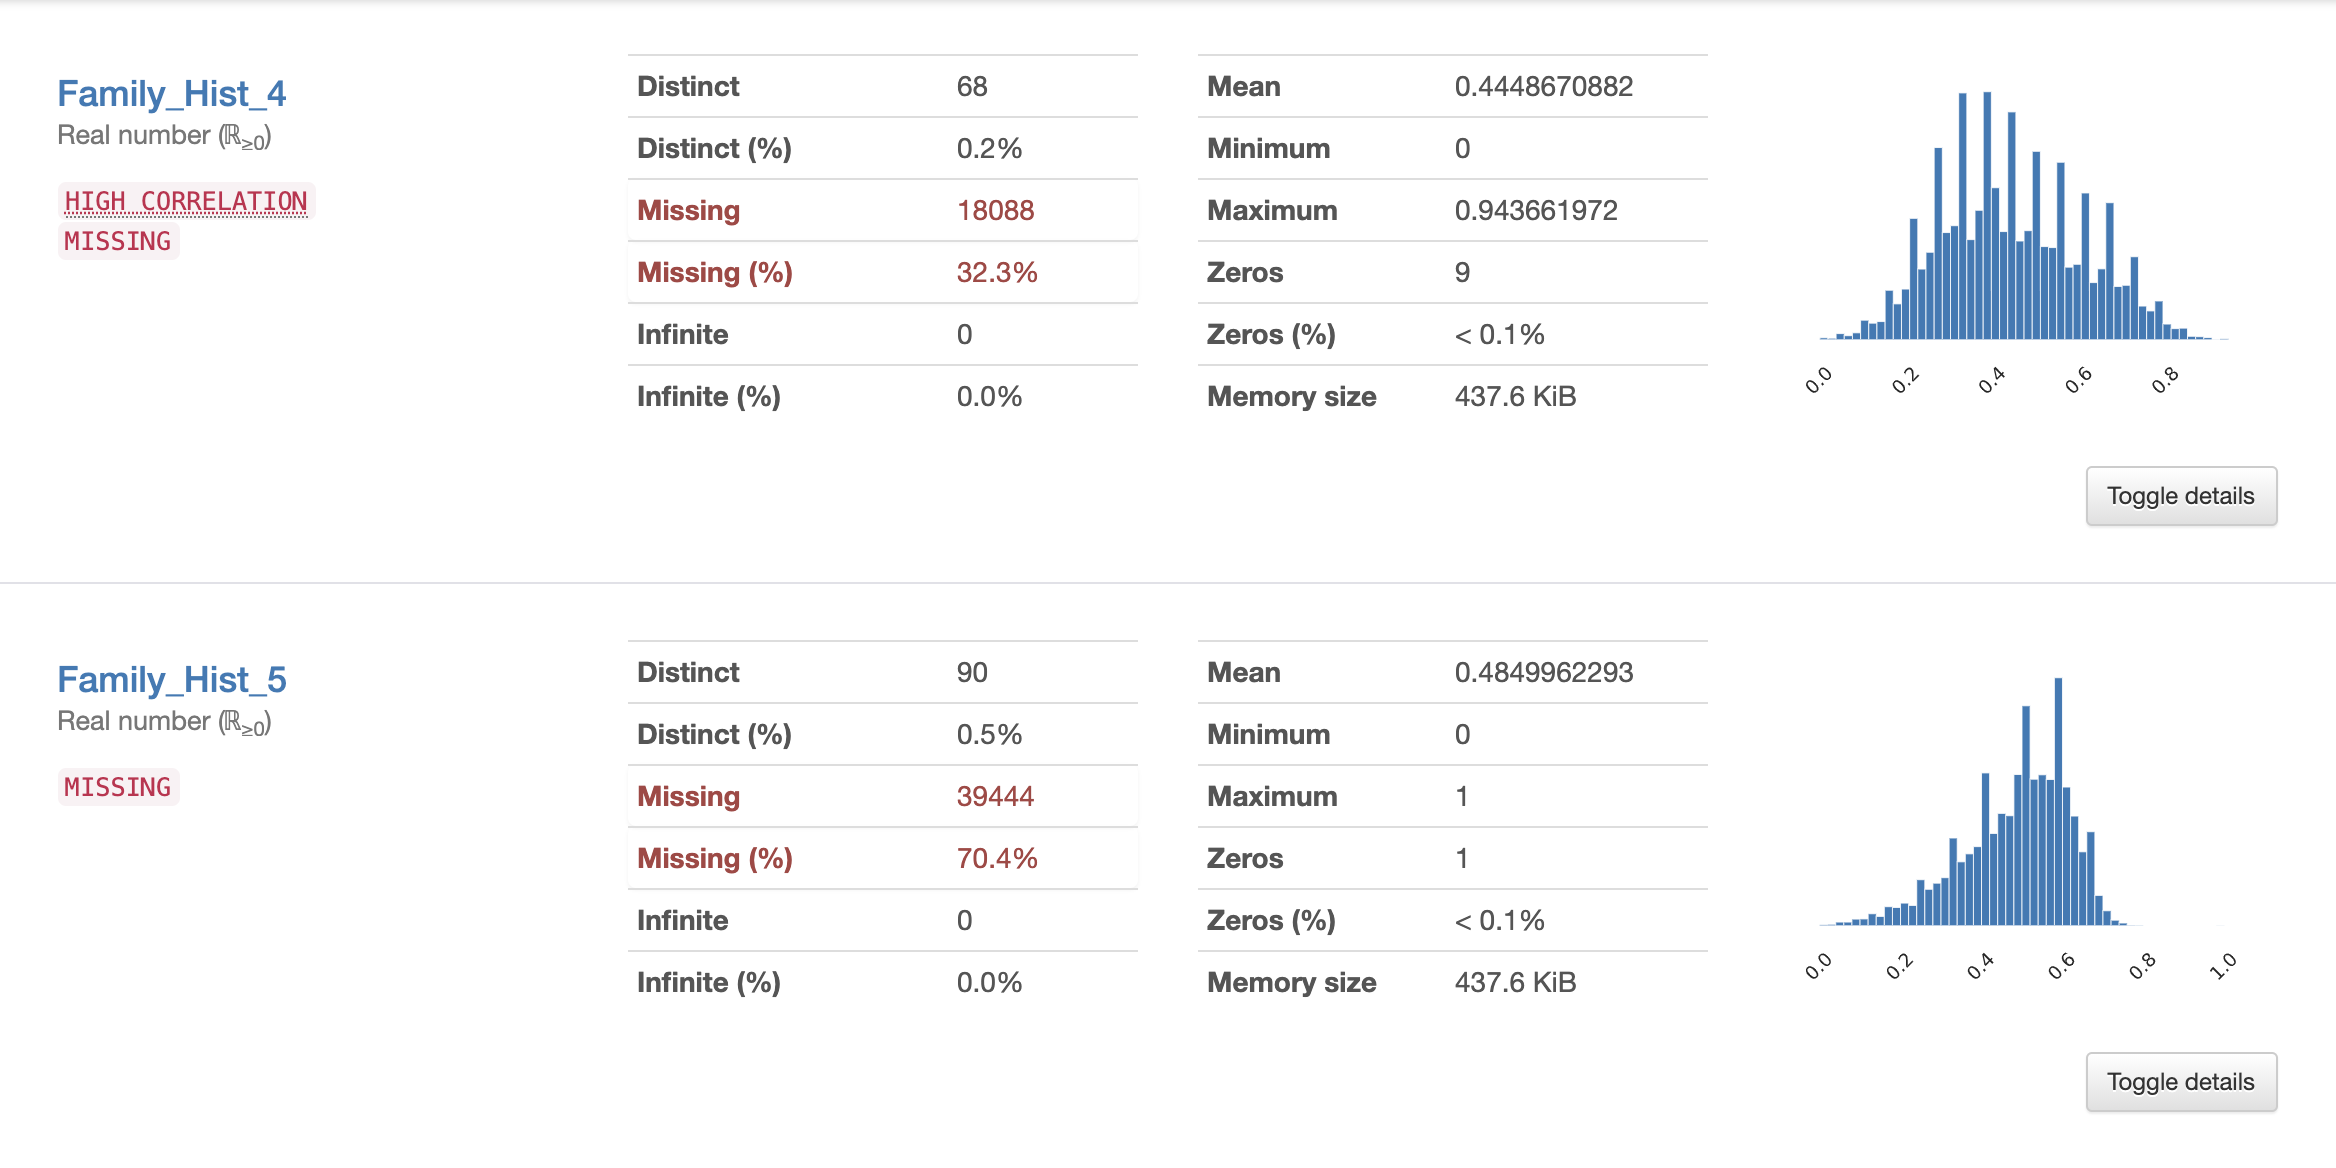 Family_Hist_4
Real number (ℝ≥0)
HIGH CORRELATION
MISSING
Distinct 68
Distinct (%) 0.2%
Missing 18088
Missing (%) 32.3%
Infinite 0
Infinite (%) 0.0%
Mean 0.4448670882
Minimum 0
Maximum 0.943661972
Zeros 9
Zeros (%) < 0.1%
Memory size 437.6 KiB
0.0 0.2 0.4 0.6 0.8
Toggle details
Family_Hist_5
Real number (ℝ≥0)
MISSING
Distinct 90
Distinct (%) 0.5%
Missing 39444
Missing (%) 70.4%
Infinite 0
Infinite (%) 0.0%
Mean 0.4849962293
Minimum 0
Maximum 1
Zeros 1
Zeros (%) < 0.1%
Memory size 437.6 KiB
0.0 0.2 0.4 0.6 0.8 1.0
Toggle details